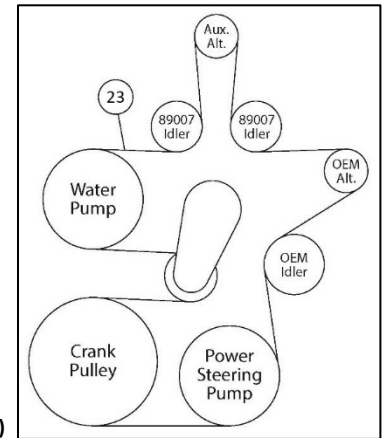 Aux.
Alt.
23
89007
Idler
89007
Idler
OEM
Alt.
Water
Pump
OEM
Idler
Crank
Pulley
Power
Steering
Pump
)